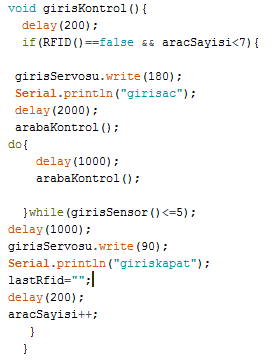 void girisKontrol(){
delay(200);
if(RFID()==false && aracSayisi<7){
girisServosu.write(180);
Serial.println("girisac");
delay(2000);
arabaKontrol();
do{
delay(1000);
arabaKontrol();
}while(girisSensor()<=5);
delay(1000);
girisServosu.write(90);
Serial.println("giriskapat");
lastRfid="";
delay(200);
aracSayisi++;
}
}